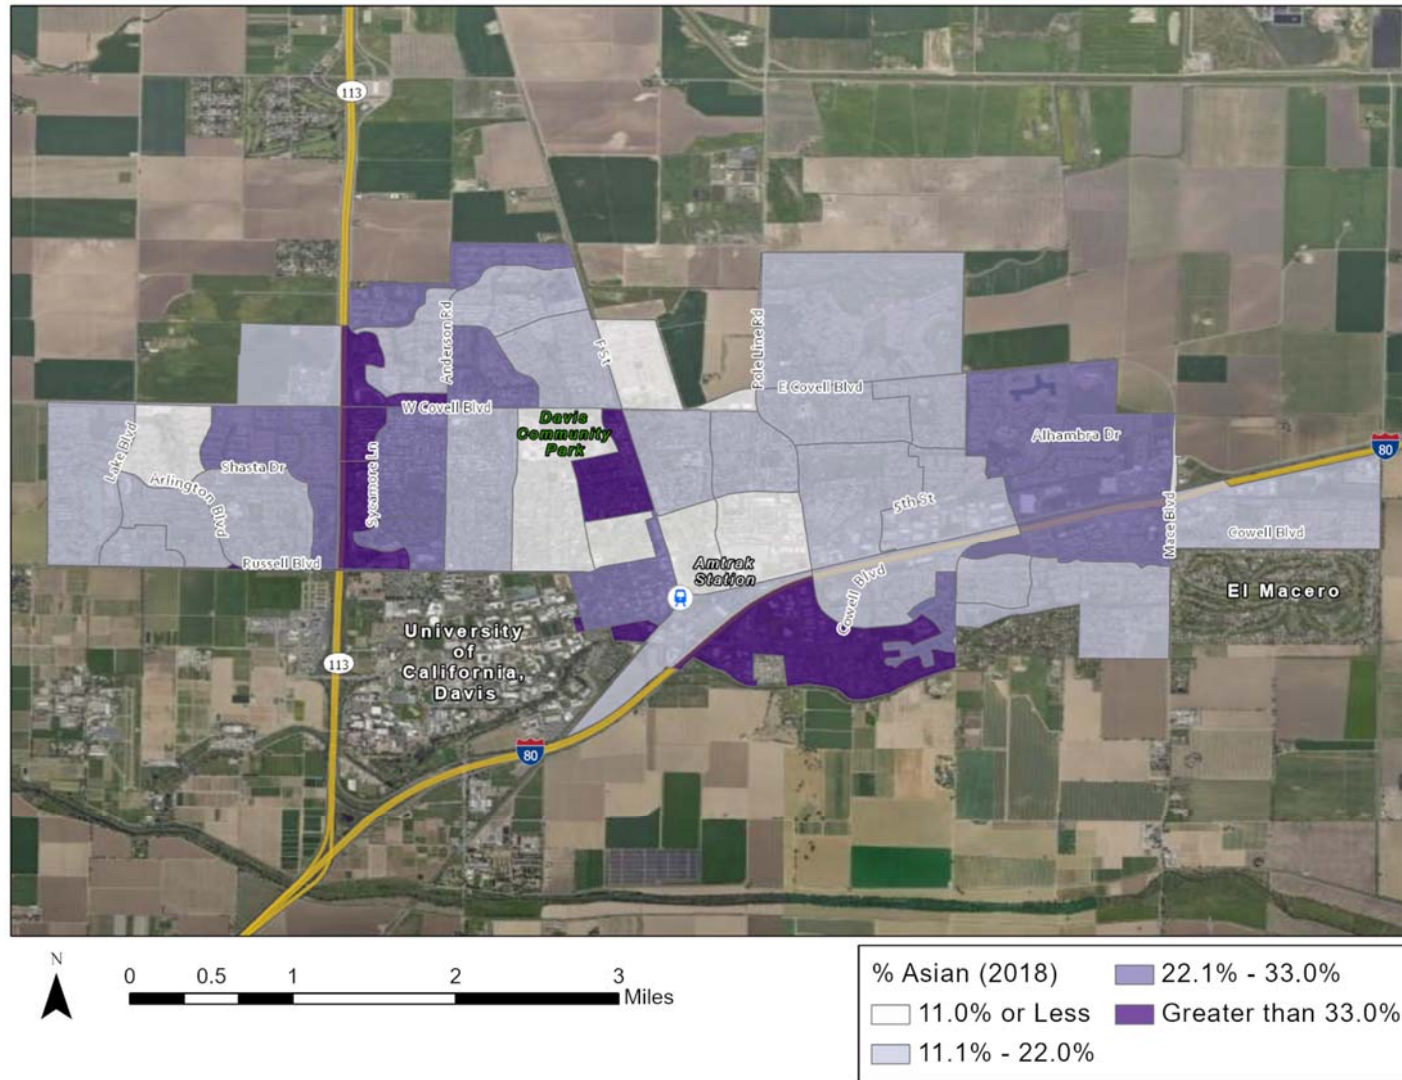 113
80
Pole Line Rd
Anderson Rd
F St
E Covell Blvd
W Covell Blvd
Davis
Community
Park
Lake Blvd
Shasta Dr
Arlington Blvd
Sycamore Ln
Alhambra Dr
5th St
Mace Blvd
Cowell Blvd
Russell Blvd
Amtrak
Station
Cowell Blvd
El Macero
University
of
California,
Davis
113
80
N
0 0.5 1 2 3
Miles
% Asian (2018)
11.0% or Less
11.1% - 22.0%
22.1% - 33.0%
Greater than 33.0%